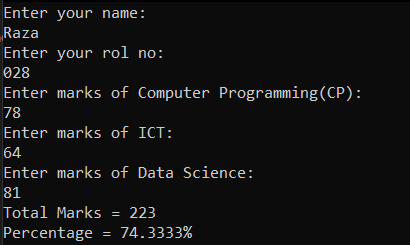 Enter your name:
Raza
Enter your rol no:
028
Enter marks of Computer Programming(CP):
78
Enter marks of ICT:
64
Enter marks of Data Science:
81
Total Marks = 223
Percentage = 74.3333%